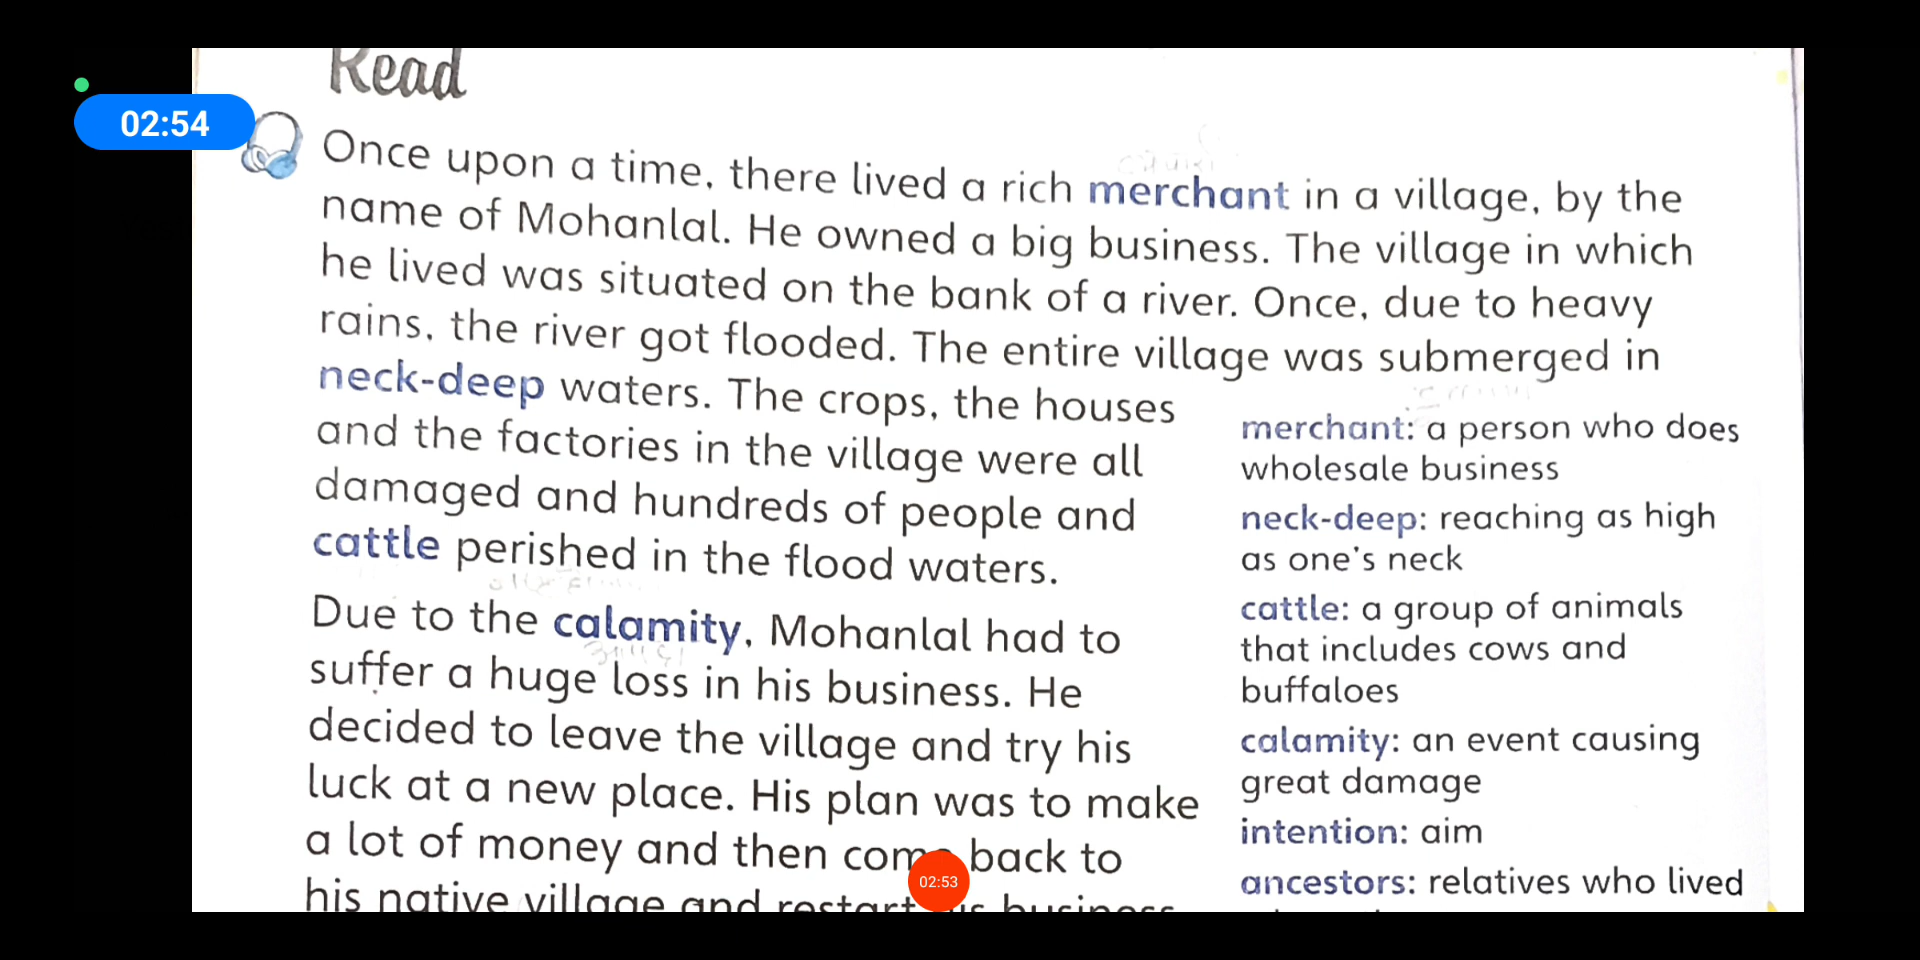 Read
02:54
Once upon a time, there lived a rich merchant in a village, by the
name of Mohanlal. He owned a big business. The village in which
he lived was situated on the bank of a river. Once, due to heavy
rains, the river got flooded. The entire village was submerged in
neck-deep waters. The crops, the houses
and the factories in the village were all
damaged and hundreds of people and
cattle perished in the flood waters.
Due to the calamity, Mohanlal had to
suffer a huge loss in his business. He
decided to leave the village and try his
luck at a new place. His plan was to make
a lot of money and then come back to
his native village and restart business
02:53
merchant: a person who does
wholesale business
neck-deep: reaching as high
as one's neck
cattle: a group of animals
that includes cows and
buffaloes
calamity: an event causing
great damage
intention: aim
ancestors: relatives who lived